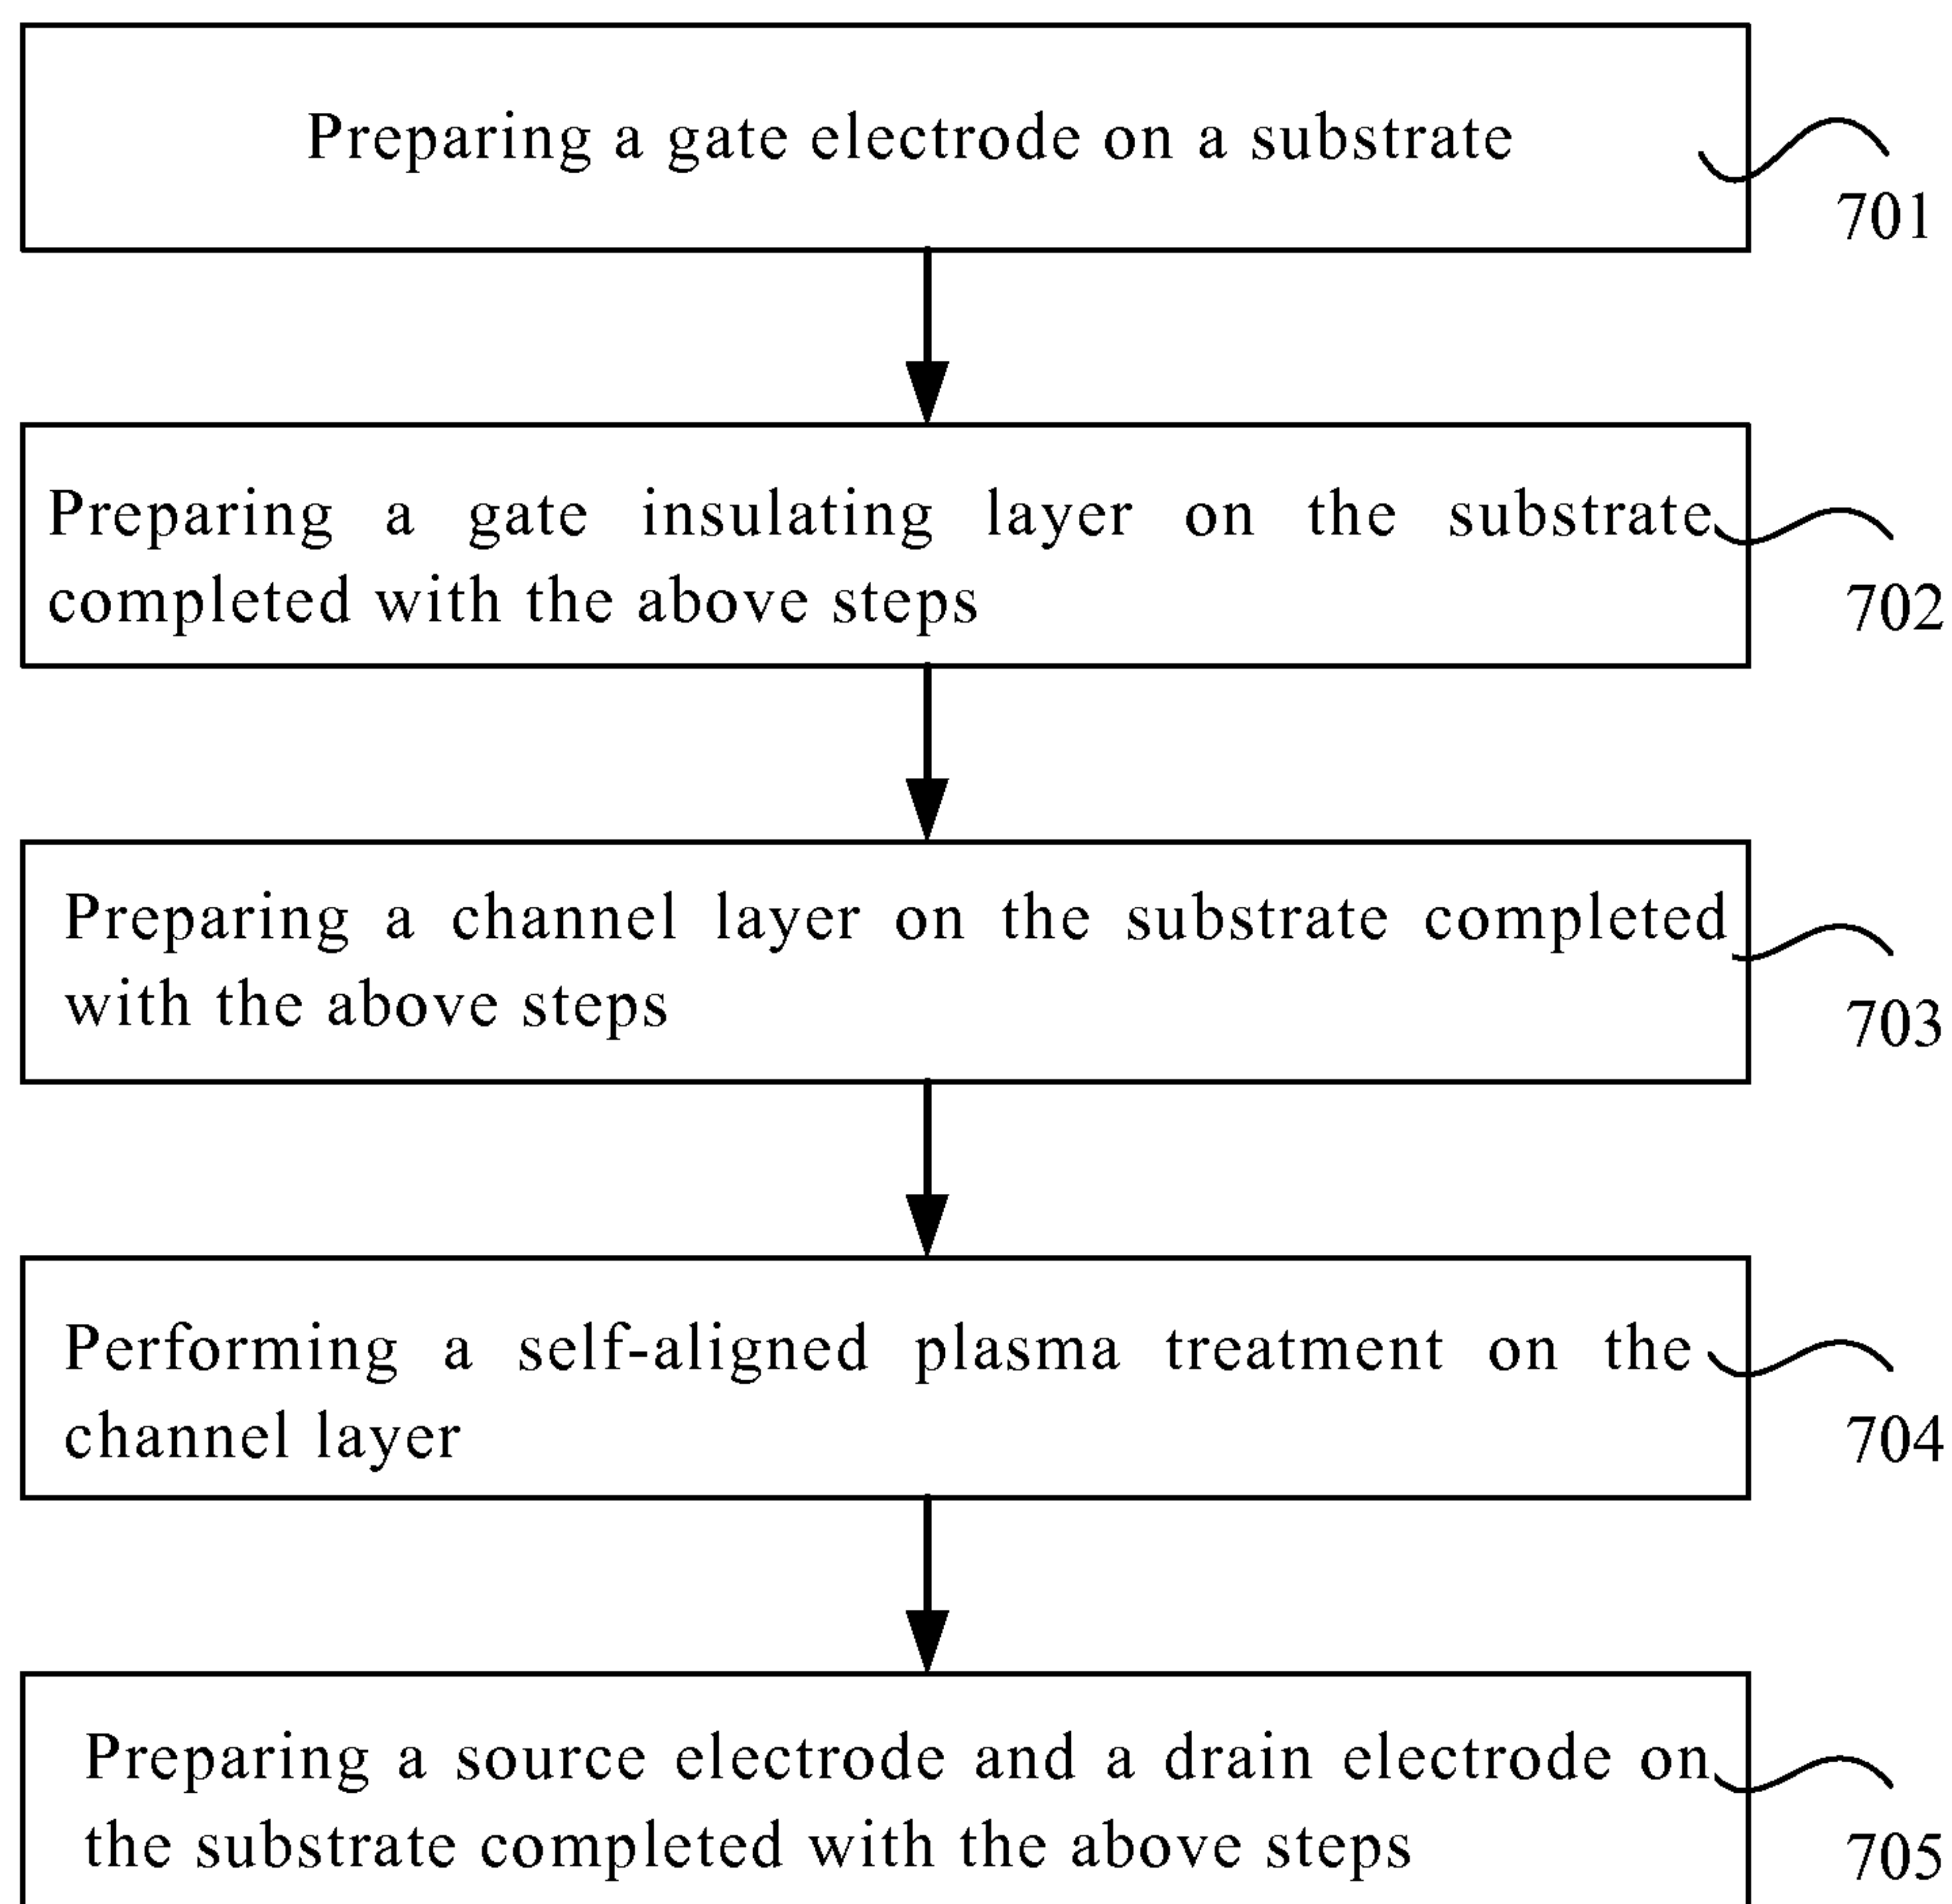 Preparing a gate electrode on a substrate
701
Preparing a gate insulating layer on the substrate
completed with the above steps
702
Preparing a channel layer on the substrate completed
with the above steps
703
Performing a self-aligned plasma treatment on the
channel layer
704
Preparing a source electrode and a drain electrode on
the substrate completed with the above steps
705